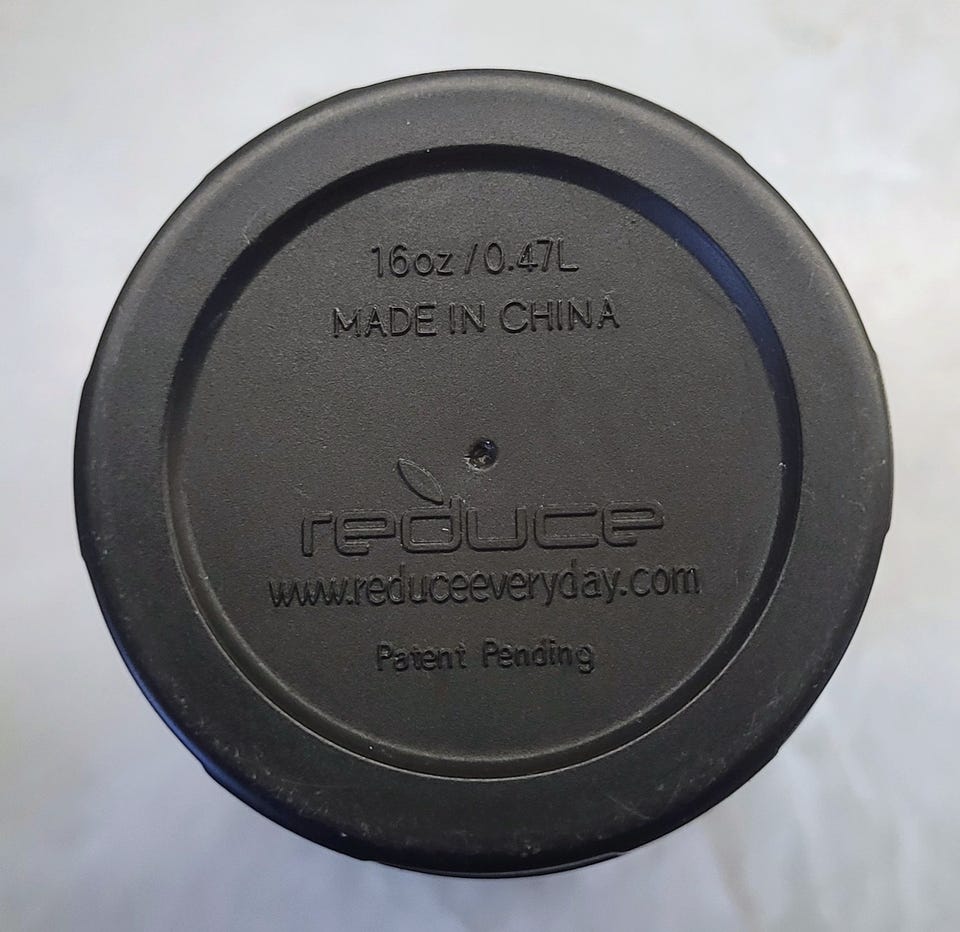 16oz / 0.47L
MADE IN CHINA
reduce
www.reduceeveryday.com
Patent Pending